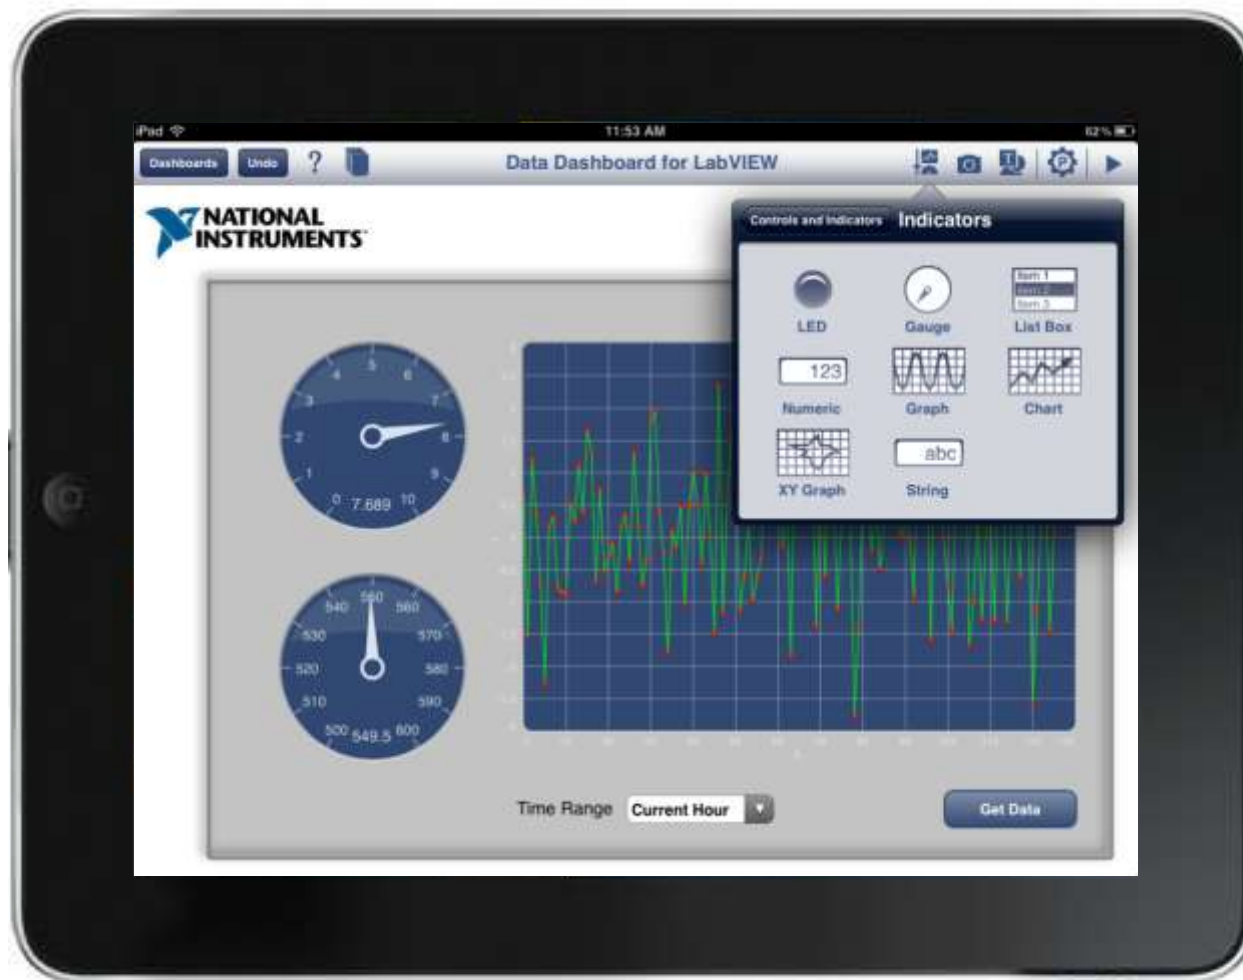 iPad 11:53 AM 62%
Dashboards Undo ? Data Dashboard for LabVIEW T P
NATIONAL
INSTRUMENTS
Controls and Indicators Indicators
Item 1
Item 2
Item 3
LED Gauge List Box
123
Numeric Graph Chart
abc
XY Graph String
5
4 6
3 7
2 8
1 9
0 7.689 10
540 550 560
530 570
520 580
510 590
500 549.5 600
Time Range Current Hour Get Data